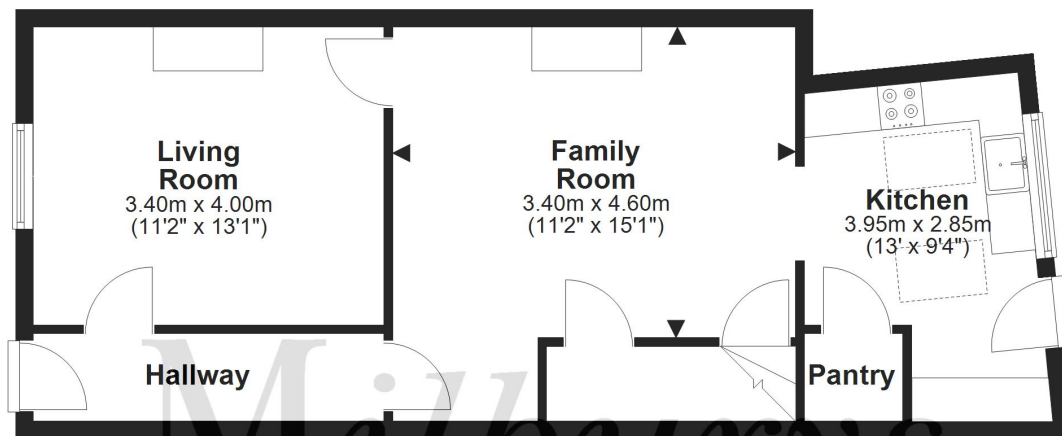 Living
Room
3.40m x 4.00m
(11'2" x 13'1")
Family
Room
3.40m x 4.60m
(11'2" x 15'1")
Kitchen
3.95m x 2.85m
(13' x 9'4")
Hallway
Pantry
Milburys